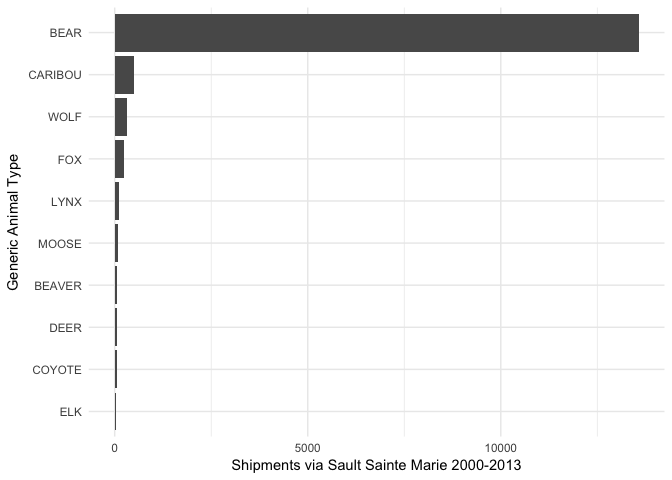 BEAR
CARIBOU
WOLF
FOX
LYNX
MOOSE
BEAVER
DEER
COYOTE
ELK
Generic Animal Type
0 5000 10000
Shipments via Sault Sainte Marie 2000-2013